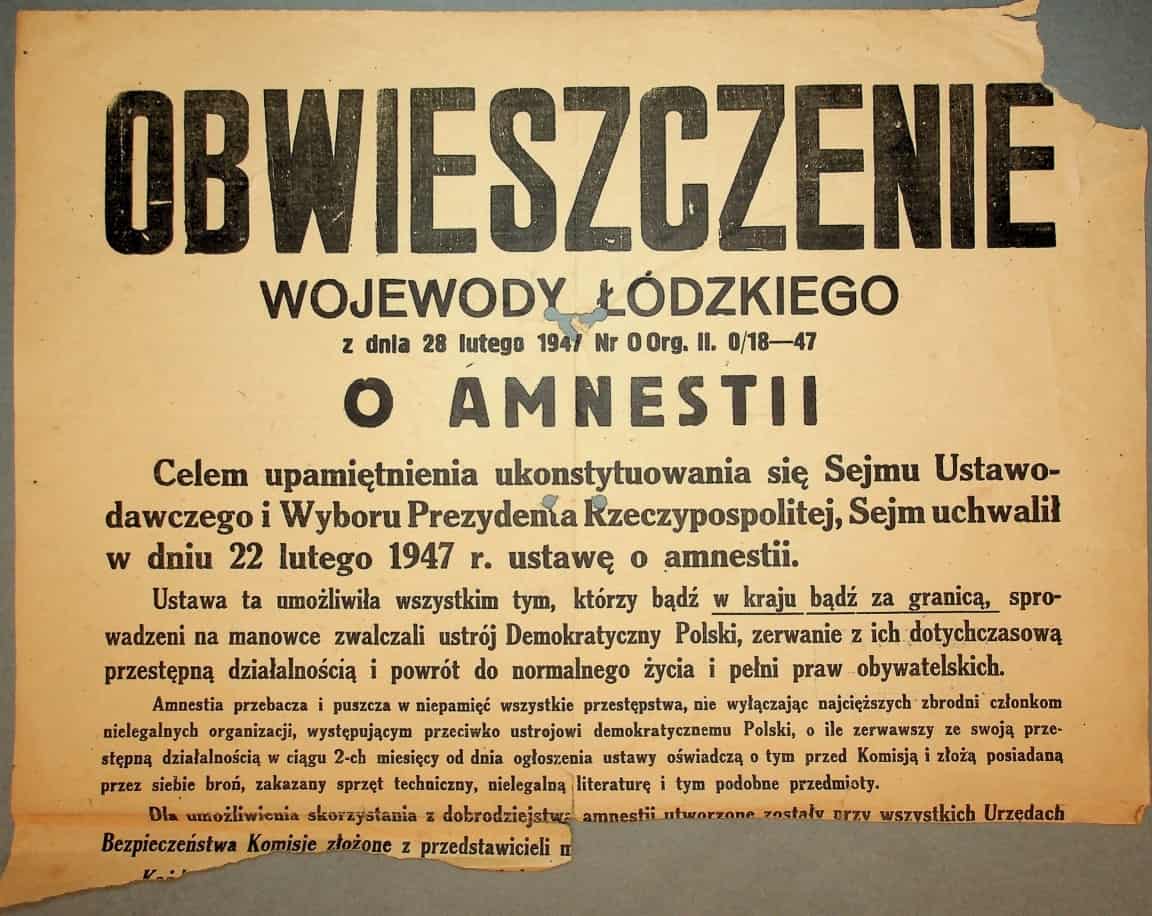 OBWIESZCZENIE
WOJEWODY ŁÓDZKIEGO
z dnia 28 lutego 1947 Nr O Org. II. 0/18—47
O AMNESTII
Celem upamiętnienia ukonstytuowania się Sejmu Ustawo-
dawczego i Wyboru Prezydenta Rzeczypospolitej, Sejm uchwalił
w dniu 22 lutego 1947 r. ustawę o amnestii.
Ustawa ta umożliwiła wszystkim tym, którzy bądź w kraju bądź za granicą, spro-
wadzeni na manowce zwalczali ustrój Demokratyczny Polski, zerwanie z ich dotychczasową
przestępną działalnością i powrót do normalnego życia i pełni praw obywatelskich.
Amnestia przebacza i puszcza w niepamięć wszystkie przestępstwa, nie wyłączając najcięższych zbrodni członkom
nielegalnych organizacji, występującym przeciwko ustrojowi demokratycznemu Polski, o ile zerwawszy ze swoją prze-
stępną działalnością w ciągu 2-ch miesięcy od dnia ogłoszenia ustawy oświadczą o tym przed Komisją i złożą posiadaną
przez siebie broń, zakazany sprzęt techniczny, nielegalną literaturę i tym podobne przedmioty.
Dla umożliwienia skorzystania z dobrodziejstwa amnestii utworzone zostały przy wszystkich Urzędach
Bezpieczeństwa Komisje złożone z przedstawicieli